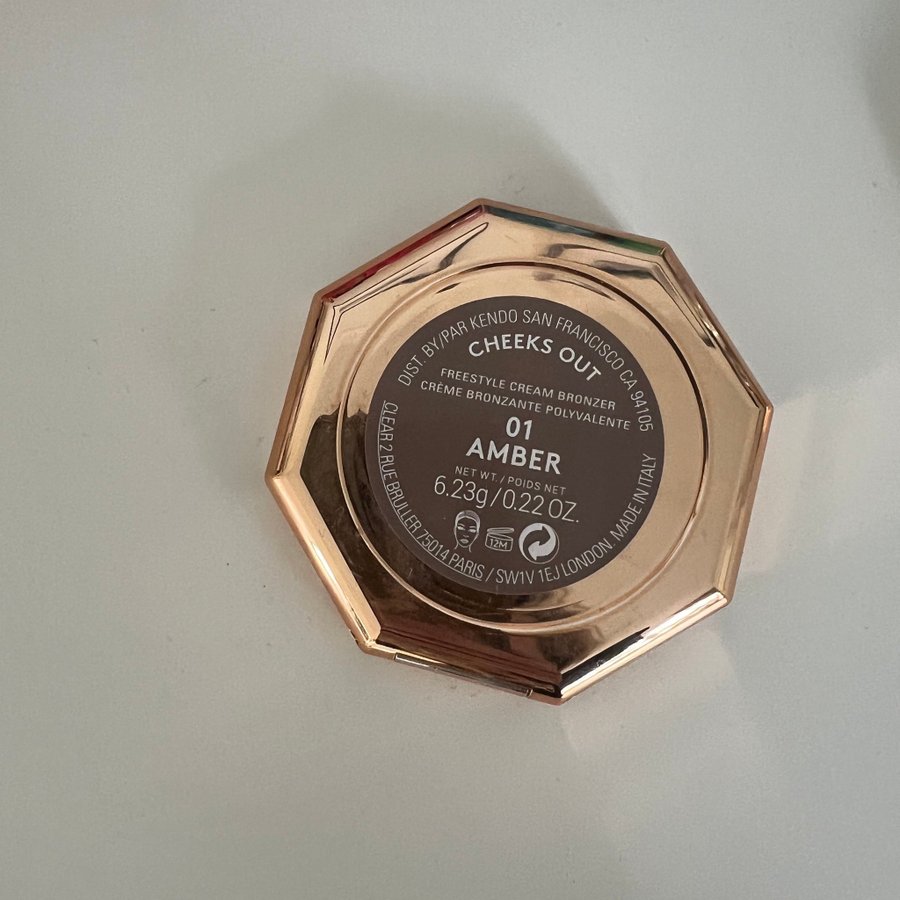 DIST. BY/PAR KENDO SAN FRANCISCO CA 94105
CHEEKS OUT
FREESTYLE CREAM BRONZER
CRÈME BRONZANTE POLYVALENTE
01
AMBER
NET WT. / POIDS NET
6.23g/0.22 OZ.
12M
CLEAR 2 RUE BRULLER 75014 PARIS / SW1V 1EJ LONDON. MADE IN ITALY